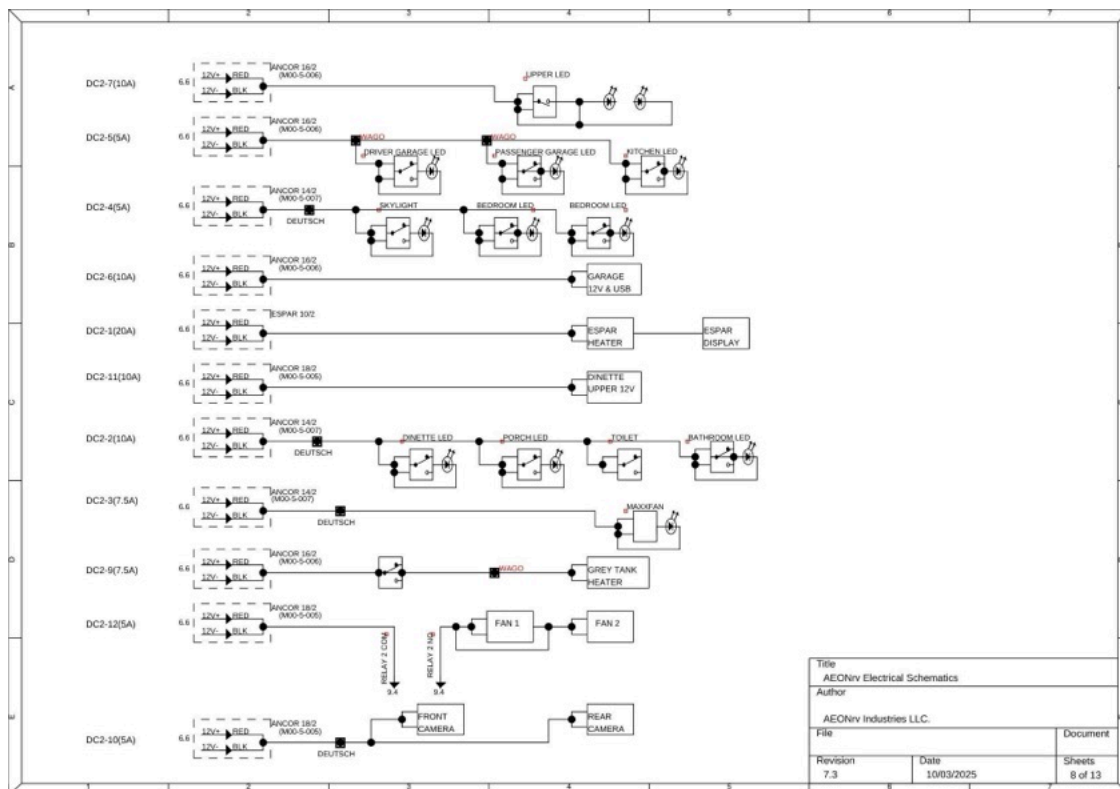 1 2 3 4 5 6 7
A
DC2-7(10A) 6.6 12V+ RED ANCOR 16/2
12V- BLK (M00-5-006)
UPPER LED
DC2-5(5A) 6.6 12V+ RED ANCOR 16/2
12V- BLK (M00-5-006)
WAGO WAGO
DRIVER GARAGE LED PASSENGER GARAGE LED KITCHEN LED
B
DC2-4(5A) 6.6 12V+ RED ANCOR 14/2
12V- BLK (M00-5-007)
DEUTSCH
SKYLIGHT BEDROOM LED BEDROOM LED
DC2-6(10A) 6.6 12V+ RED ANCOR 16/2
12V- BLK (M00-5-006)
GARAGE
12V & USB
DC2-1(20A) 6.6 12V+ RED ESPAR 10/2
12V- BLK
ESPAR
HEATER
ESPAR
DISPLAY
C
DC2-11(10A) 6.6 12V+ RED ANCOR 18/2
12V- BLK (M00-5-005)
DINETTE
UPPER 12V
DC2-2(10A) 6.6 12V+ RED ANCOR 14/2
12V- BLK (M00-5-007)
DEUTSCH
DINETTE LED PORCH LED TOILET BATHROOM LED
DC2-3(7.5A) 6.6 12V+ RED ANCOR 14/2
12V- BLK (M00-5-007)
DEUTSCH
MAXXFAN
D
DC2-9(7.5A) 6.6 12V+ RED ANCOR 16/2
12V- BLK (M00-5-006)
WAGO
GREY TANK
HEATER
DC2-12(5A) 6.6 12V+ RED ANCOR 18/2
12V- BLK (M00-5-005)
RELAY 2 COM
9.4
RELAY 2 NO
9.4
FAN 1 FAN 2
E
DC2-10(5A) 6.6 12V+ RED ANCOR 18/2
12V- BLK (M00-5-005)
DEUTSCH
FRONT
CAMERA
REAR
CAMERA
Title
AEONrv Electrical Schematics
Author
AEONrv Industries LLC.
File Document
Revision Date Sheets
7.3 10/03/2025 8 of 13
1 2 3 4 5